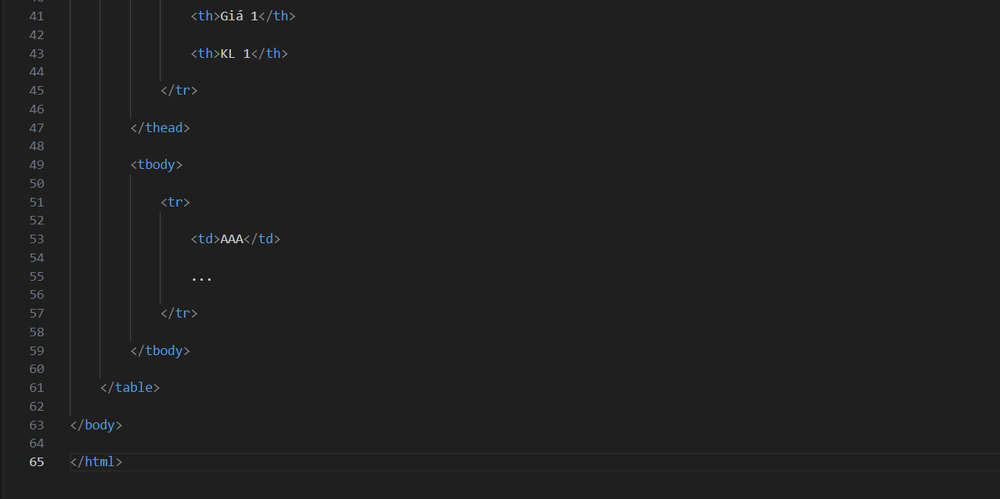 41 <th>Giá 1</th>
42
43 <th>KL 1</th>
44
45 </tr>
46
47 </thead>
48
49 <tbody>
50
51 <tr>
52
53 <td>AAA</td>
54
55 ...
56
57 </tr>
58
59 </tbody>
60
61 </table>
62
63 </body>
64
65 </html>